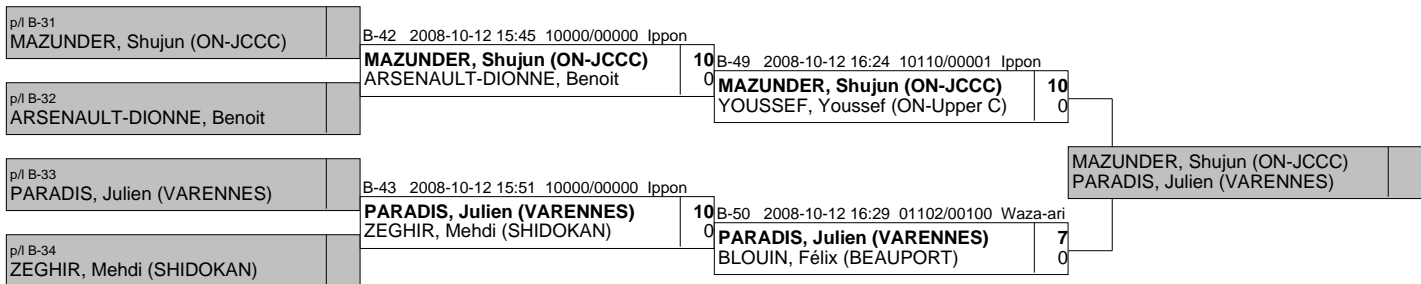 p/l B-31
MAZUNDER, Shujun (ON-JCCC)
p/l B-32
ARSENAULT-DIONNE, Benoit
p/l B-33
PARADIS, Julien (VARENNES)
p/l B-34
ZEGHIR, Mehdi (SHIDOKAN)
B-42 2008-10-12 15:45 10000/00000 Ippon
MAZUNDER, Shujun (ON-JCCC) 10
ARSENAULT-DIONNE, Benoit 0
B-43 2008-10-12 15:51 10000/00000 Ippon
PARADIS, Julien (VARENNES) 10
ZEGHIR, Mehdi (SHIDOKAN) 0
B-49 2008-10-12 16:24 10110/00001 Ippon
MAZUNDER, Shujun (ON-JCCC) 10
YOUSSEF, Youssef (ON-Upper C) 0
B-50 2008-10-12 16:29 01102/00100 Waza-ari
PARADIS, Julien (VARENNES) 7
BLOUIN, Félix (BEAUPORT) 0
MAZUNDER, Shujun (ON-JCCC)
PARADIS, Julien (VARENNES)